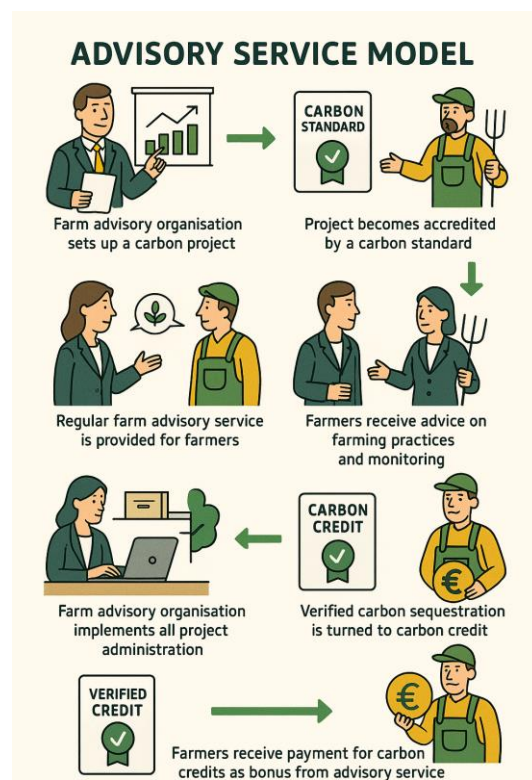 ADVISORY SERVICE MODEL
CARBON
STANDARD
Farm advisory organisation
sets up a carbon project
Project becomes accredited
by a carbon standard
Regular farm advisory service
is provided for farmers
Farmers receive advice on
farming practices
and monitoring
CARBON
CREDIT
€
Farm advisory organisation
implements all project
administration
Verified carbon sequestration
is turned to carbon credit
VERIFIED
CREDIT
€
Farmers receive payment for carbon
credits as bonus from advisory service